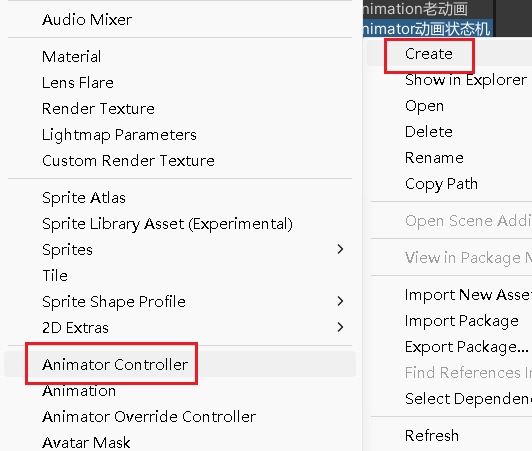 Audio Mixer
Material
Lens Flare
Render Texture
Lightmap Parameters
Custom Render Texture
Sprite Atlas
Sprite Library Asset (Experimental)
Sprites
Tile
Sprite Shape Profile
2D Extras
Animator Controller
Animation
Animator Override Controller
Avatar Mask
nimation老动画
nimator动画状态机
Create
Show in Explorer
Open
Delete
Rename
Copy Path
Open Scene Addi
View in Package M
Import New Asse
Import Package
Export Package...
Find References In
Select Dependen
Refresh